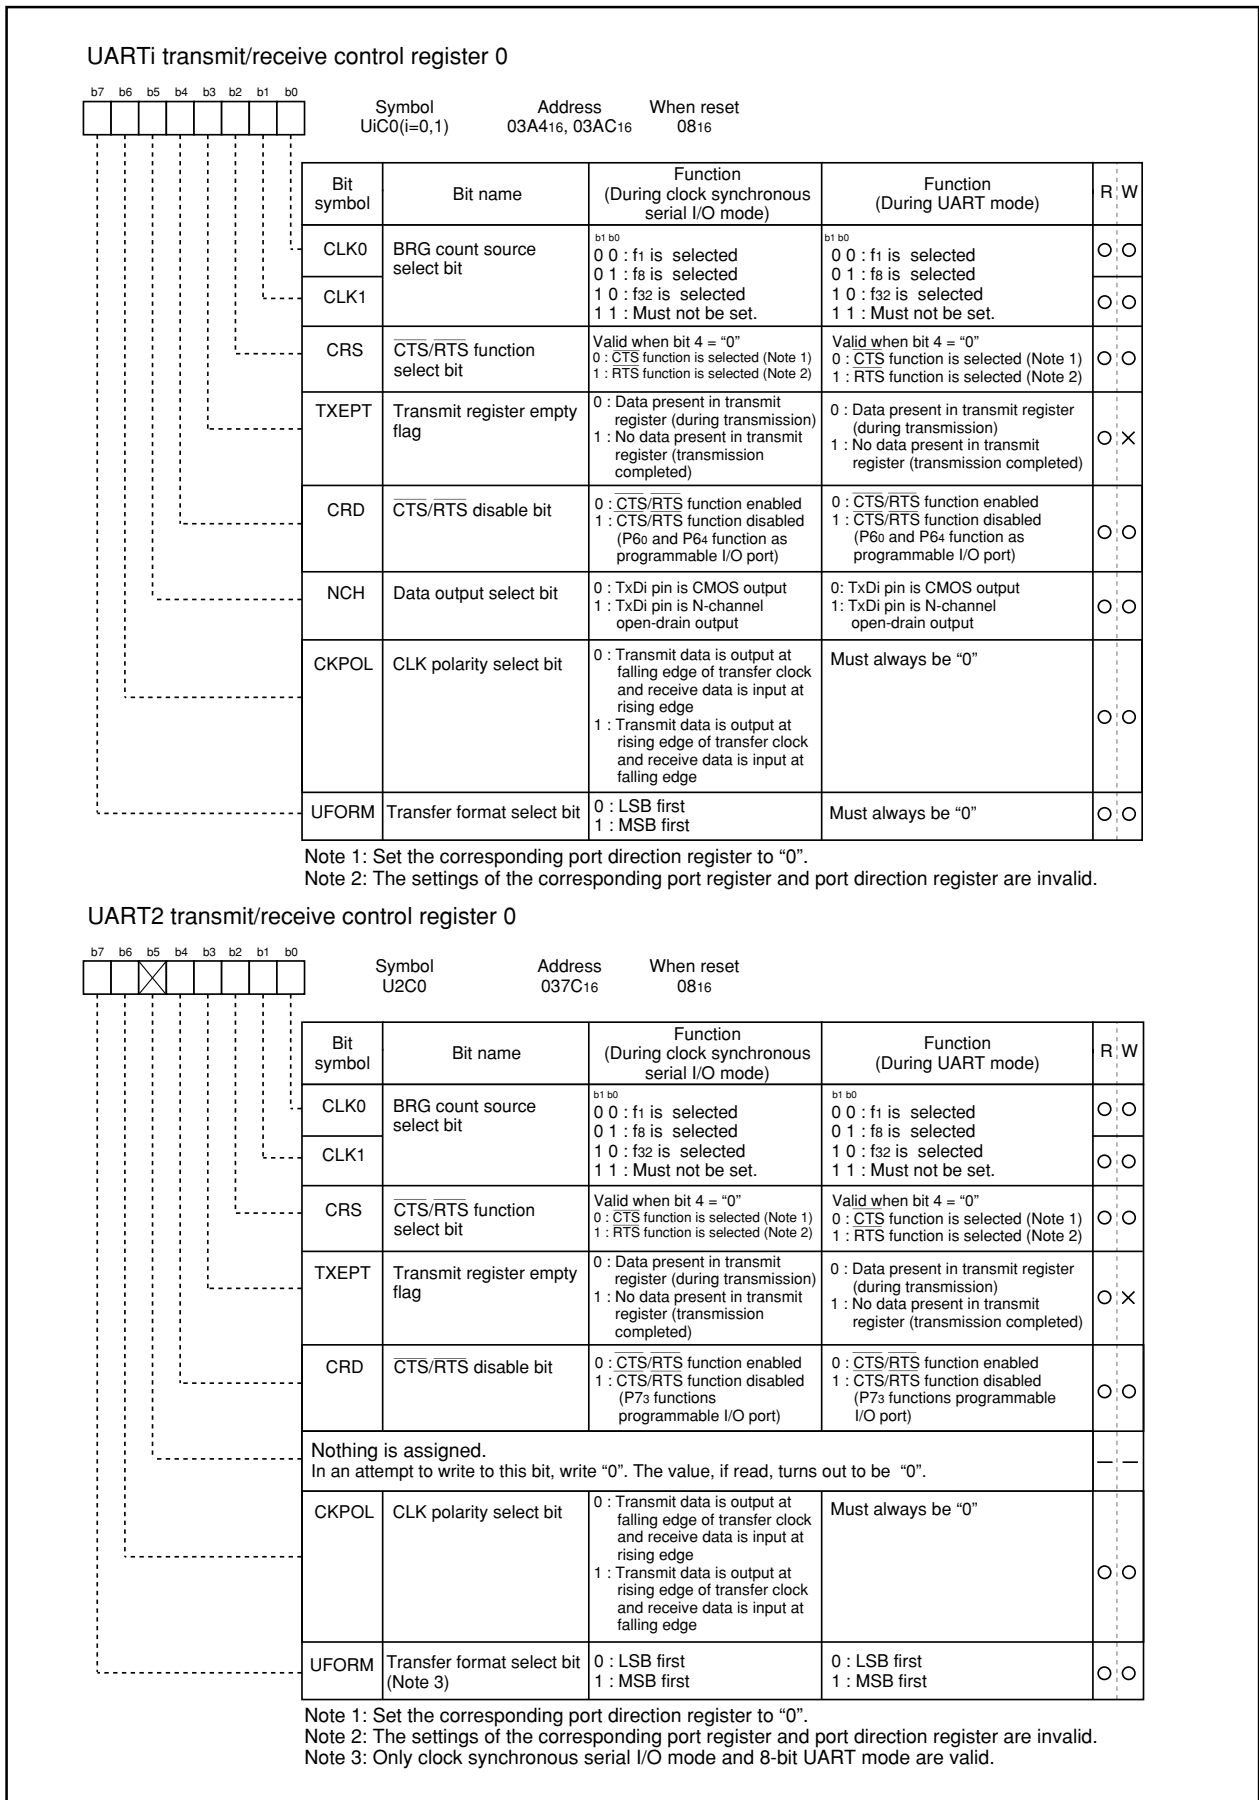 UARTi transmit/receive control register 0
b7 b6 b5 b4 b3 b2 b1 b0
Symbol Address When reset
UiC0(i=0,1) 03A416, 03AC16 0816
Bit symbol Bit name Function (During clock synchronous serial I/O mode) Function (During UART mode) R W
CLK0 BRG count source select bit
b1 b0
0 0 : f1 is selected
0 1 : f8 is selected
1 0 : f32 is selected
1 1 : Must not be set.
b1 b0
0 0 : f1 is selected
0 1 : f8 is selected
1 0 : f32 is selected
1 1 : Must not be set.
CLK1
CRS CTS/RTS function select bit
Valid when bit 4 = “0”
0 : CTS function is selected (Note 1)
1 : RTS function is selected (Note 2)
Valid when bit 4 = “0”
0 : CTS function is selected (Note 1)
1 : RTS function is selected (Note 2)
TXEPT Transmit register empty flag
0 : Data present in transmit
register (during transmission)
1 : No data present in transmit
register (transmission
completed)
0 : Data present in transmit register
(during transmission)
1 : No data present in transmit
register (transmission completed)
CRD CTS/RTS disable bit
0 : CTS/RTS function enabled
1 : CTS/RTS function disabled
(P60 and P64 function as
programmable I/O port)
0 : CTS/RTS function enabled
1 : CTS/RTS function disabled
(P60 and P64 function as
programmable I/O port)
NCH Data output select bit
0 : TxDi pin is CMOS output
1 : TxDi pin is N-channel
open-drain output
0: TxDi pin is CMOS output
1: TxDi pin is N-channel
open-drain output
CKPOL CLK polarity select bit
0 : Transmit data is output at
falling edge of transfer clock
and receive data is input at
rising edge
1 : Transmit data is output at
rising edge of transfer clock
and receive data is input at
falling edge
Must always be “0”
UFORM Transfer format select bit
0 : LSB first
1 : MSB first
Must always be “0”
Note 1: Set the corresponding port direction register to “0”.
Note 2: The settings of the corresponding port register and port direction register are invalid.
UART2 transmit/receive control register 0
b7 b6 b5 b4 b3 b2 b1 b0
Symbol Address When reset
U2C0 037C16 0816
Bit symbol Bit name Function (During clock synchronous serial I/O mode) Function (During UART mode) R W
CLK0 BRG count source select bit
b1 b0
0 0 : f1 is selected
0 1 : f8 is selected
1 0 : f32 is selected
1 1 : Must not be set.
b1 b0
0 0 : f1 is selected
0 1 : f8 is selected
1 0 : f32 is selected
1 1 : Must not be set.
CLK1
CRS CTS/RTS function select bit
Valid when bit 4 = “0”
0 : CTS function is selected (Note 1)
1 : RTS function is selected (Note 2)
Valid when bit 4 = “0”
0 : CTS function is selected (Note 1)
1 : RTS function is selected (Note 2)
TXEPT Transmit register empty flag
0 : Data present in transmit
register (during transmission)
1 : No data present in transmit
register (transmission
completed)
0 : Data present in transmit register
(during transmission)
1 : No data present in transmit
register (transmission completed)
CRD CTS/RTS disable bit
0 : CTS/RTS function enabled
1 : CTS/RTS function disabled
(P73 functions
programmable I/O port)
0 : CTS/RTS function enabled
1 : CTS/RTS function disabled
(P73 functions programmable
I/O port)
Nothing is assigned.
In an attempt to write to this bit, write “0”. The value, if read, turns out to be “0”.
CKPOL CLK polarity select bit
0 : Transmit data is output at
falling edge of transfer clock
and receive data is input at
rising edge
1 : Transmit data is output at
rising edge of transfer clock
and receive data is input at
falling edge
Must always be “0”
UFORM Transfer format select bit (Note 3)
0 : LSB first
1 : MSB first
0 : LSB first
1 : MSB first
Note 1: Set the corresponding port direction register to “0”.
Note 2: The settings of the corresponding port register and port direction register are invalid.
Note 3: Only clock synchronous serial I/O mode and 8-bit UART mode are valid.